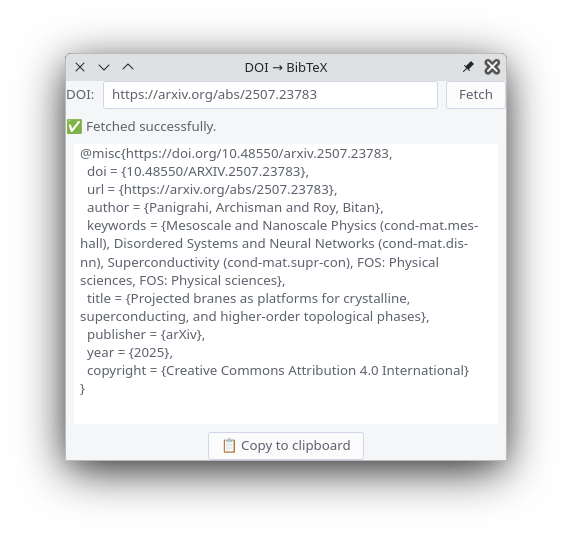 DOI → BibTeX
DOI: https://arxiv.org/abs/2507.23783 Fetch
✅ Fetched successfully.
@misc{https://doi.org/10.48550/arxiv.2507.23783,
  doi = {10.48550/ARXIV.2507.23783},
  url = {https://arxiv.org/abs/2507.23783},
  author = {Panigrahi, Archisman and Roy, Bitan},
  keywords = {Mesoscale and Nanoscale Physics (cond-mat.mes-
hall), Disordered Systems and Neural Networks (cond-mat.dis-
nn), Superconductivity (cond-mat.supr-con), FOS: Physical
sciences, FOS: Physical sciences},
  title = {Projected branes as platforms for crystalline,
superconducting, and higher-order topological phases},
  publisher = {arXiv},
  year = {2025},
  copyright = {Creative Commons Attribution 4.0 International}
}
📋 Copy to clipboard